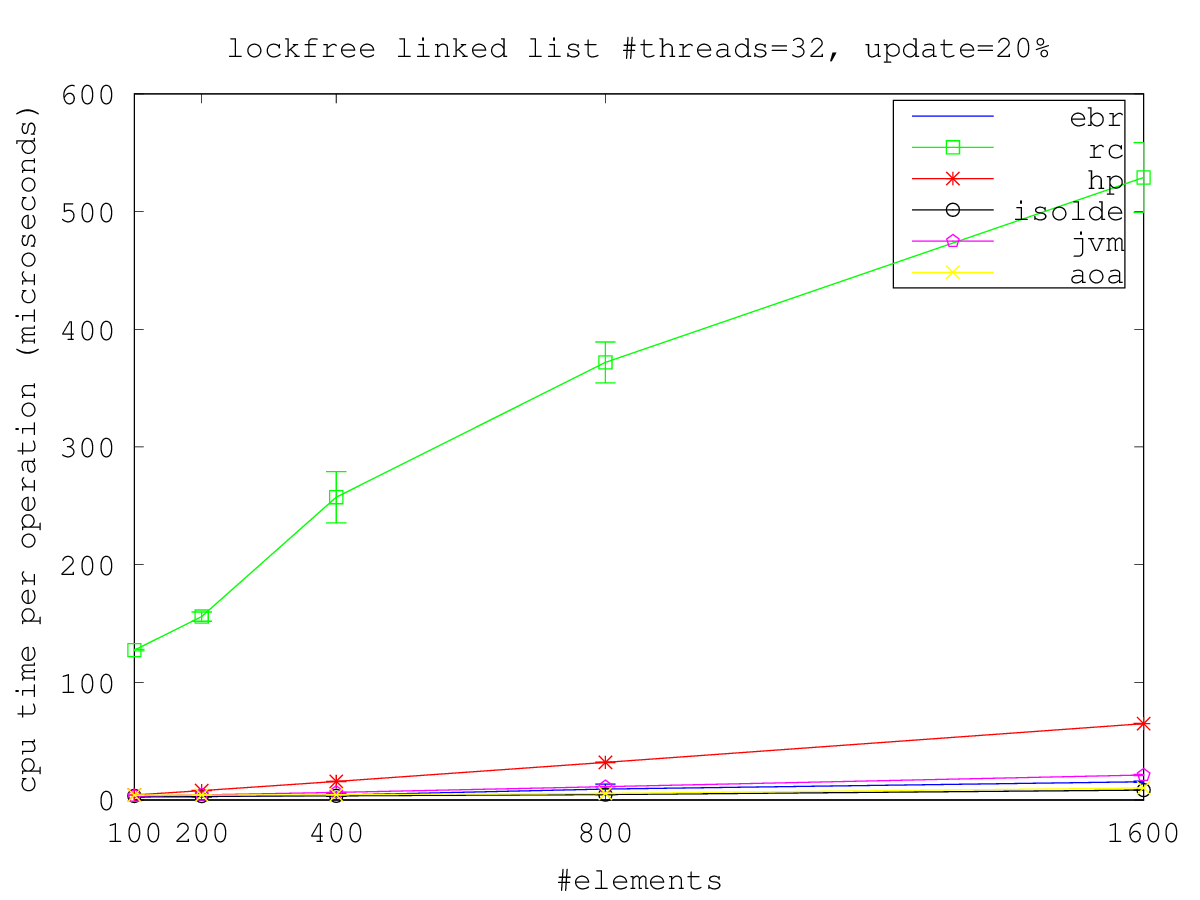 lockfree linked list #threads=32, update=20%
600
500
400
300
200
100
0
cpu time per operation (microseconds)
ebr
rc
hp
isolde
jvm
aoa
100 200 400 800 1600
#elements